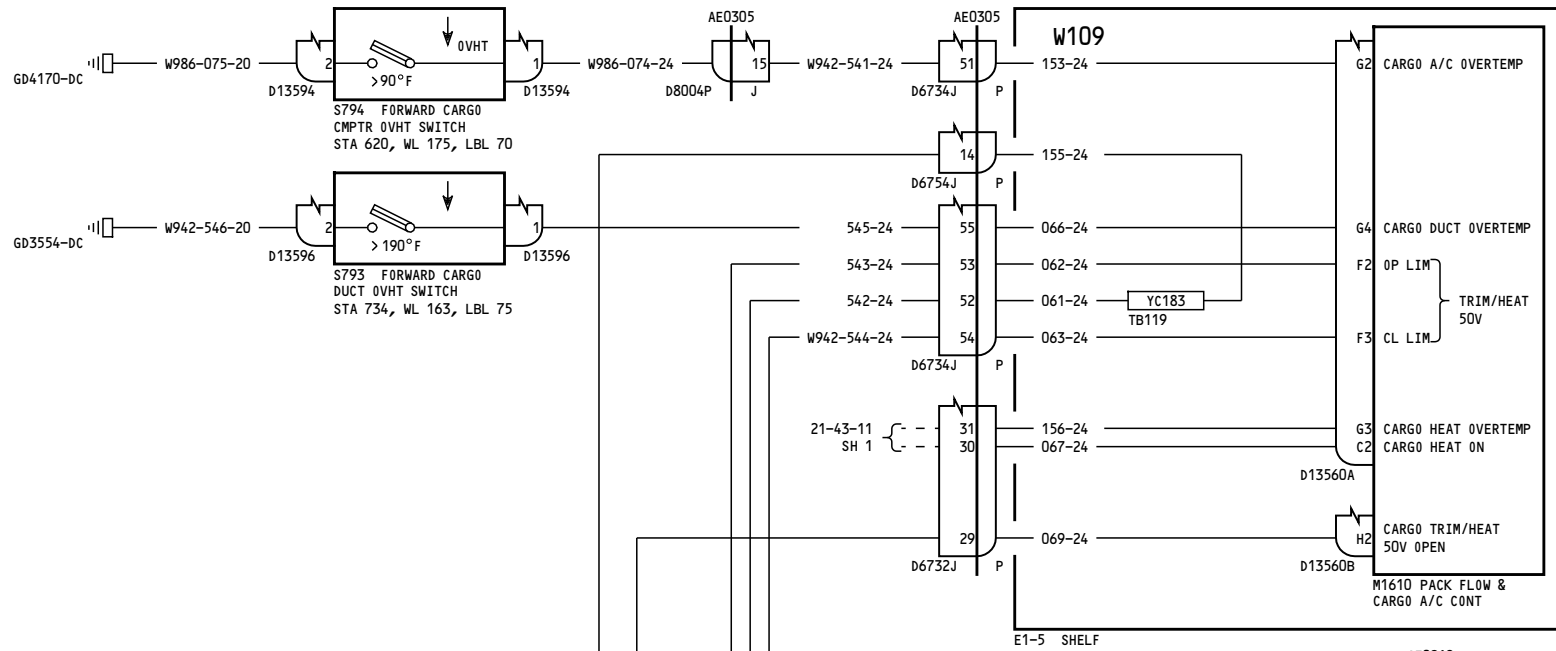 AE0305
AE0305
W109
GD4170-DC
W986-075-20
2
>90°F
OVHT
1
W986-074-24
15
W942-541-24
51
153-24
G2
CARGO A/C OVERTEMP
D13594
D13594
D8004P
J
D6734J
P
S794 FORWARD CARGO
CMPTR OVHT SWITCH
STA 620, WL 175, LBL 70
14
155-24
D6754J
P
GD3554-DC
W942-546-20
2
>190°F
1
545-24
55
066-24
G4
CARGO DUCT OVERTEMP
D13596
D13596
543-24
53
062-24
F2
OP LIM
S793 FORWARD CARGO
DUCT OVHT SWITCH
STA 734, WL 163, LBL 75
542-24
52
061-24
YC183
TB119
TRIM/HEAT
50V
W942-544-24
54
063-24
F3
CL LIM
D6734J
P
21-43-11
SH 1
31
156-24
G3
CARGO HEAT OVERTEMP
30
067-24
C2
CARGO HEAT ON
D13560A
29
069-24
H2
CARGO TRIM/HEAT
50V OPEN
D6732J
P
D13560B
M1610 PACK FLOW &
CARGO A/C CONT
E1-5 SHELF